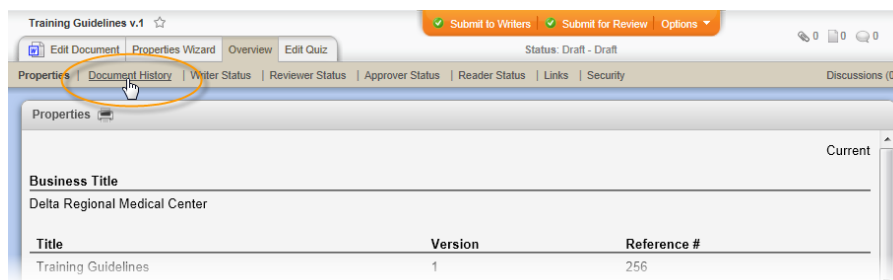 Training Guidelines v.1
Submit to Writers Submit for Review Options
0 0 0
Edit Document Properties Wizard Overview Edit Quiz
Status: Draft - Draft
Properties | Document History | Writer Status | Reviewer Status | Approver Status | Reader Status | Links | Security Discussions (0
Properties
Current
Business Title
Delta Regional Medical Center
Title Version Reference #
Training Guidelines 1 256